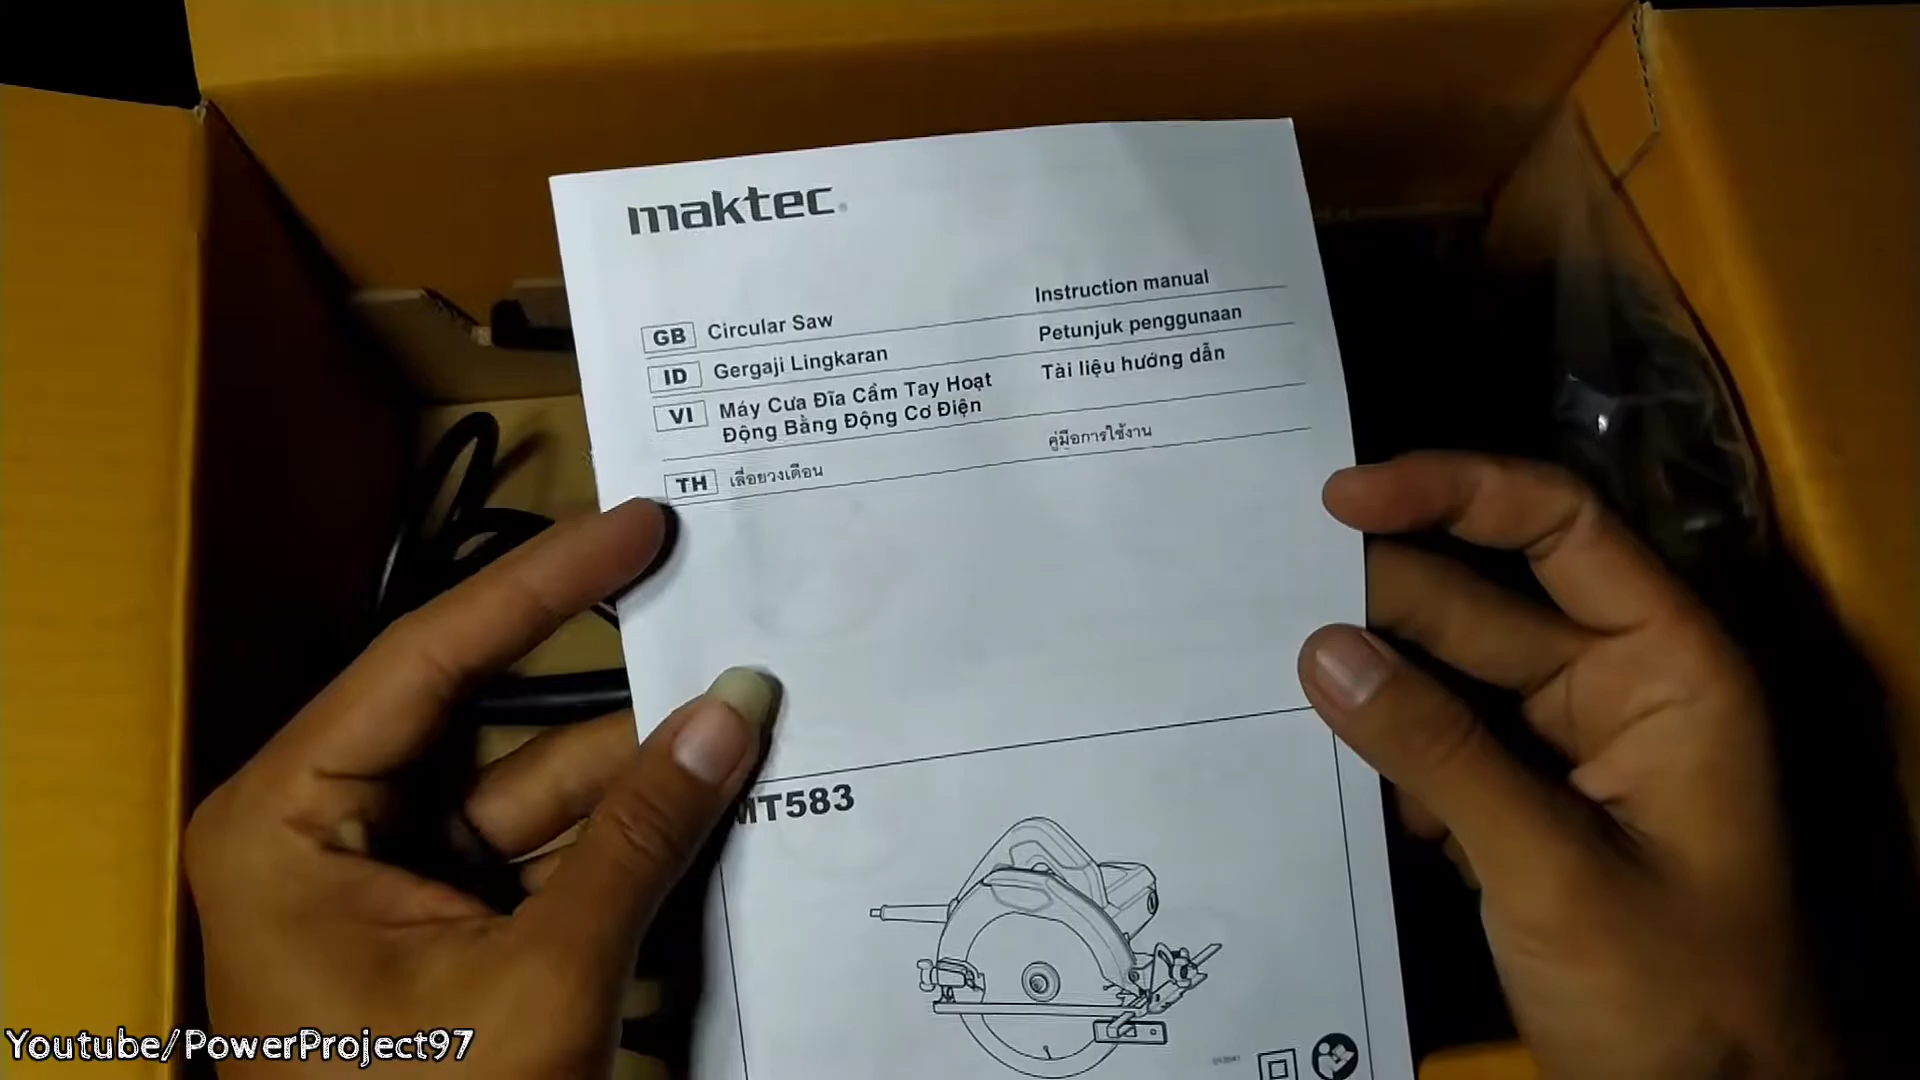 maktec®
GB Circular Saw Instruction manual
ID Gergaji Lingkaran Petunjuk penggunaan
VI Máy Cưa Đĩa Cầm Tay Hoạt Tài liệu hướng dẫn
Động Bằng Động Cơ Điện
TH เลื่อยวงเดือน คู่มือการใช้งาน
MT583
Youtube/PowerProject97